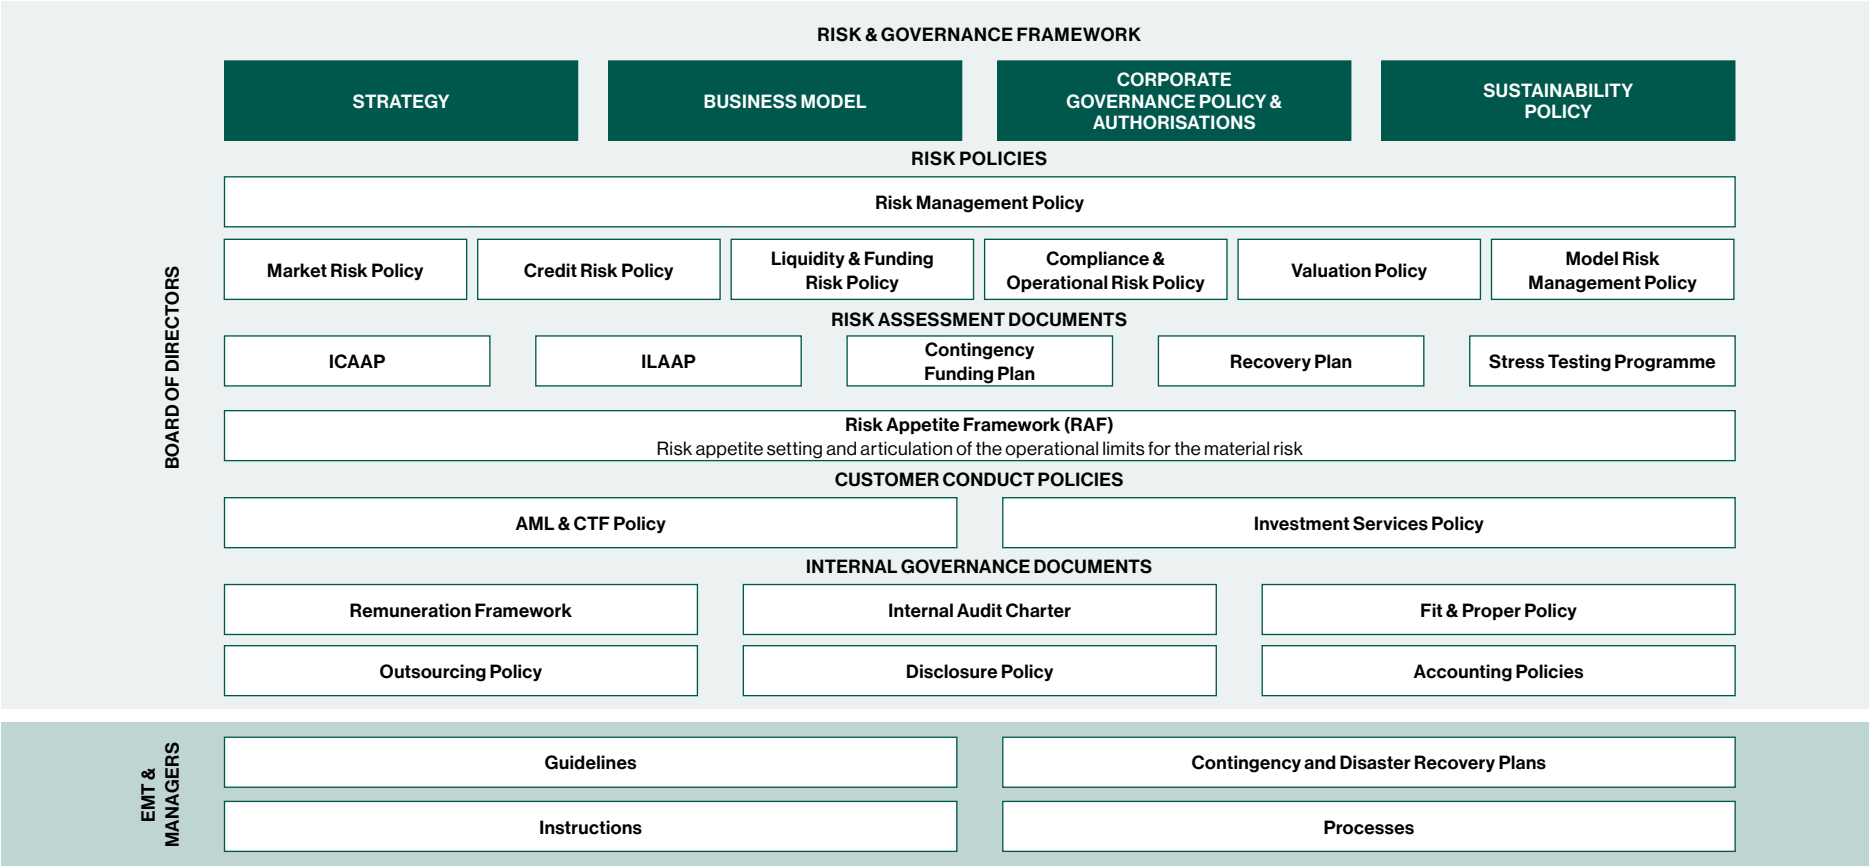 RISK & GOVERNANCE FRAMEWORK
STRATEGY
BUSINESS MODEL
CORPORATE
GOVERNANCE POLICY &
AUTHORISATIONS
SUSTAINABILITY
POLICY
RISK POLICIES
Risk Management Policy
Market Risk Policy
Credit Risk Policy
Liquidity & Funding
Risk Policy
Compliance &
Operational Risk Policy
Valuation Policy
Model Risk
Management Policy
RISK ASSESSMENT DOCUMENTS
ICAAP
ILAAP
Contingency
Funding Plan
Recovery Plan
Stress Testing Programme
Risk Appetite Framework (RAF)
Risk appetite setting and articulation of the operational limits for the material risk
CUSTOMER CONDUCT POLICIES
AML & CTF Policy
Investment Services Policy
INTERNAL GOVERNANCE DOCUMENTS
Remuneration Framework
Internal Audit Charter
Fit & Proper Policy
Outsourcing Policy
Disclosure Policy
Accounting Policies
BOARD OF DIRECTORS
Guidelines
Contingency and Disaster Recovery Plans
Instructions
Processes
EMT &
MANAGERS